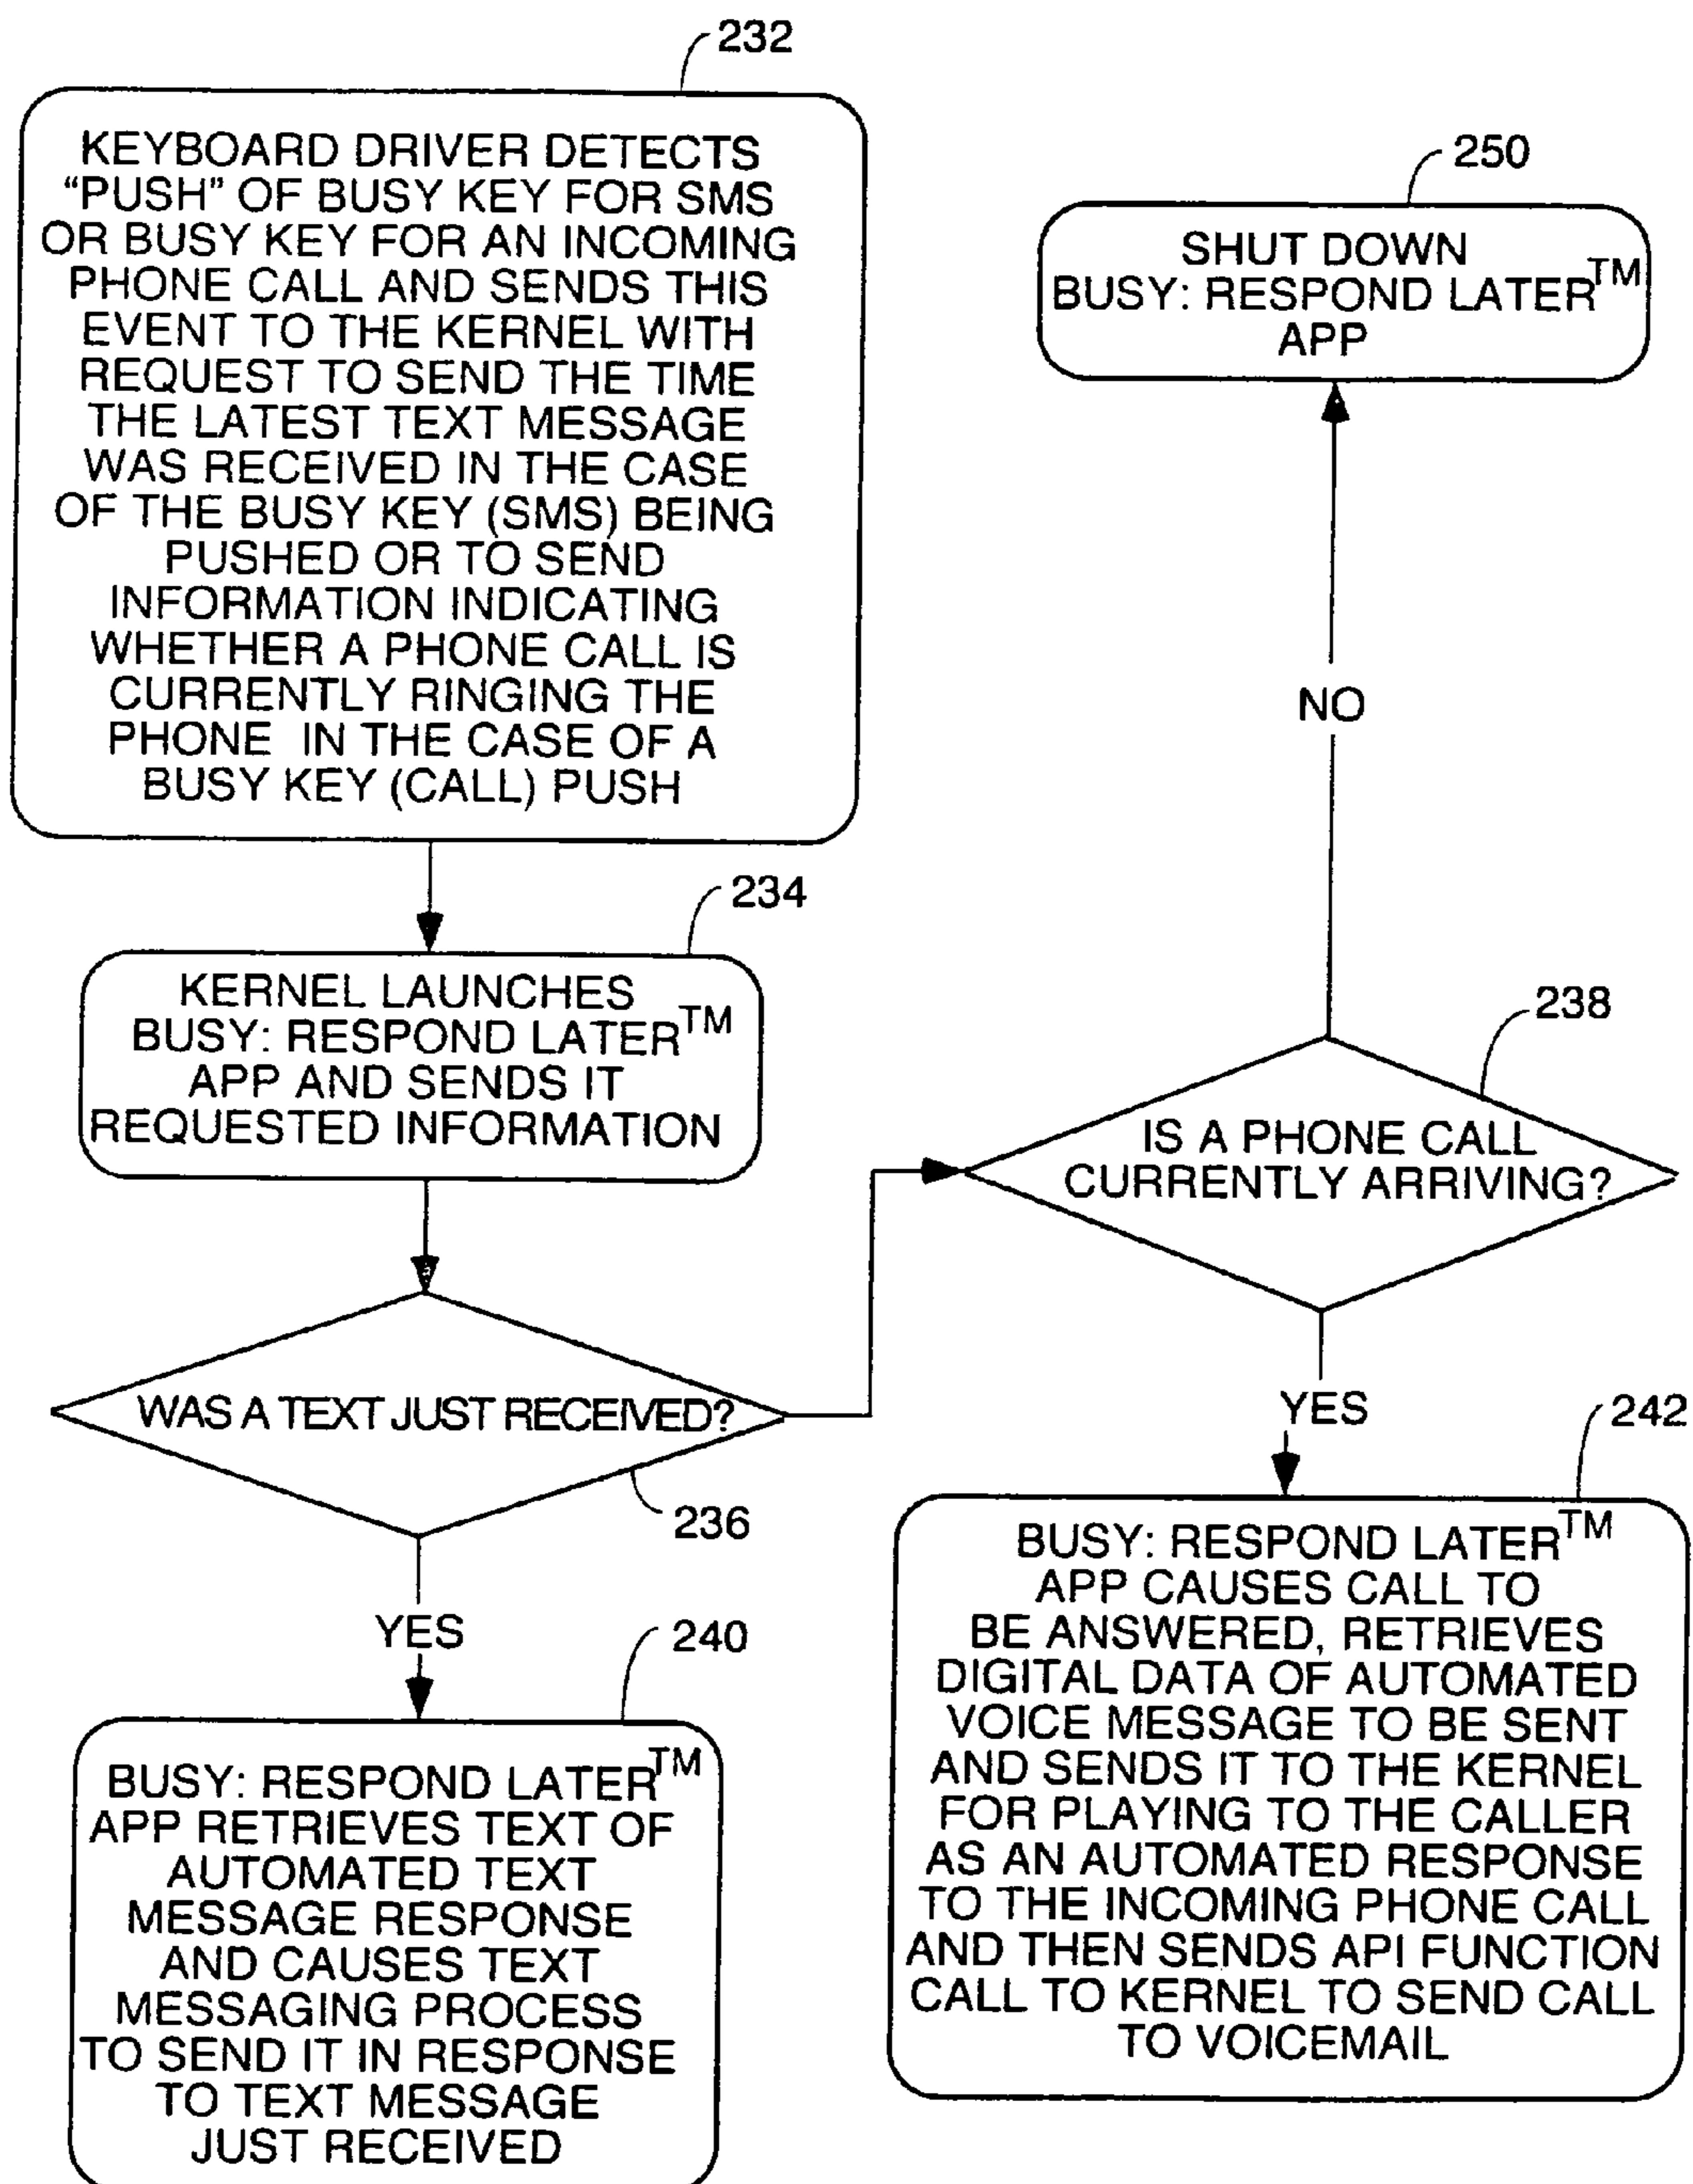 232
KEYBOARD DRIVER DETECTS
“PUSH” OF BUSY KEY FOR SMS
OR BUSY KEY FOR AN INCOMING
PHONE CALL AND SENDS THIS
EVENT TO THE KERNEL WITH
REQUEST TO SEND THE TIME
THE LATEST TEXT MESSAGE
WAS RECEIVED IN THE CASE
OF THE BUSY KEY (SMS) BEING
PUSHED OR TO SEND
INFORMATION INDICATING
WHETHER A PHONE CALL IS
CURRENTLY RINGING THE
PHONE IN THE CASE OF A
BUSY KEY (CALL) PUSH
234
KERNEL LAUNCHES
BUSY: RESPOND LATER™
APP AND SENDS IT
REQUESTED INFORMATION
WAS A TEXT JUST RECEIVED?
236
YES
240
BUSY: RESPOND LATER™
APP RETRIEVES TEXT OF
AUTOMATED TEXT
MESSAGE RESPONSE
AND CAUSES TEXT
MESSAGING PROCESS
TO SEND IT IN RESPONSE
TO TEXT MESSAGE
JUST RECEIVED
250
SHUT DOWN
BUSY: RESPOND LATER™
APP
NO
238
IS A PHONE CALL
CURRENTLY ARRIVING?
YES
242
BUSY: RESPOND LATER™
APP CAUSES CALL TO
BE ANSWERED, RETRIEVES
DIGITAL DATA OF AUTOMATED
VOICE MESSAGE TO BE SENT
AND SENDS IT TO THE KERNEL
FOR PLAYING TO THE CALLER
AS AN AUTOMATED RESPONSE
TO THE INCOMING PHONE CALL
AND THEN SENDS API FUNCTION
CALL TO KERNEL TO SEND CALL
TO VOICEMAIL